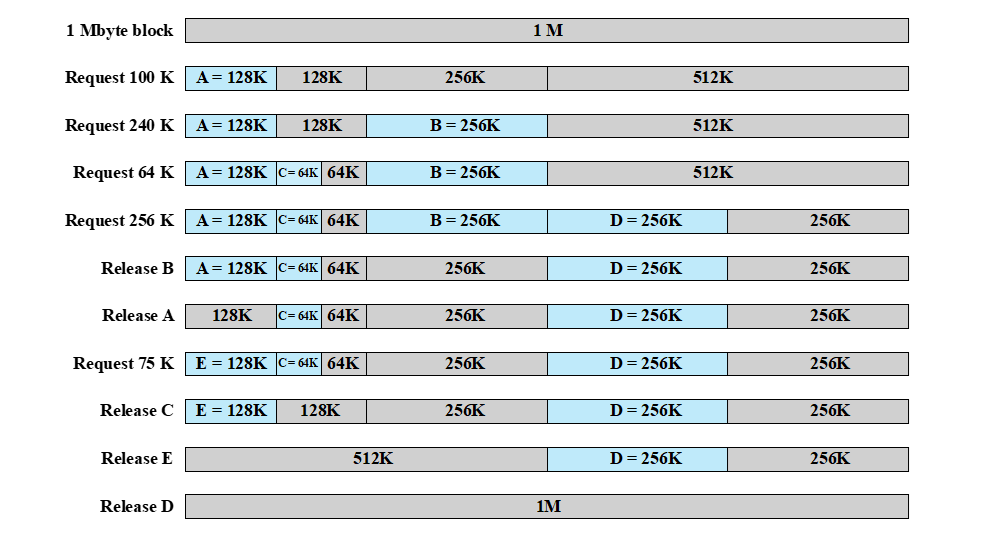 1 Mbyte block 1 M
Request 100 K A = 128K 128K 256K 512K
Request 240 K A = 128K 128K B = 256K 512K
Request 64 K A = 128K C = 64K 64K B = 256K 512K
Request 256 K A = 128K C = 64K 64K B = 256K D = 256K 256K
Release B A = 128K C = 64K 64K 256K D = 256K 256K
Release A 128K C = 64K 64K 256K D = 256K 256K
Request 75 K E = 128K C = 64K 64K 256K D = 256K 256K
Release C E = 128K 128K 256K D = 256K 256K
Release E 512K D = 256K 256K
Release D 1M